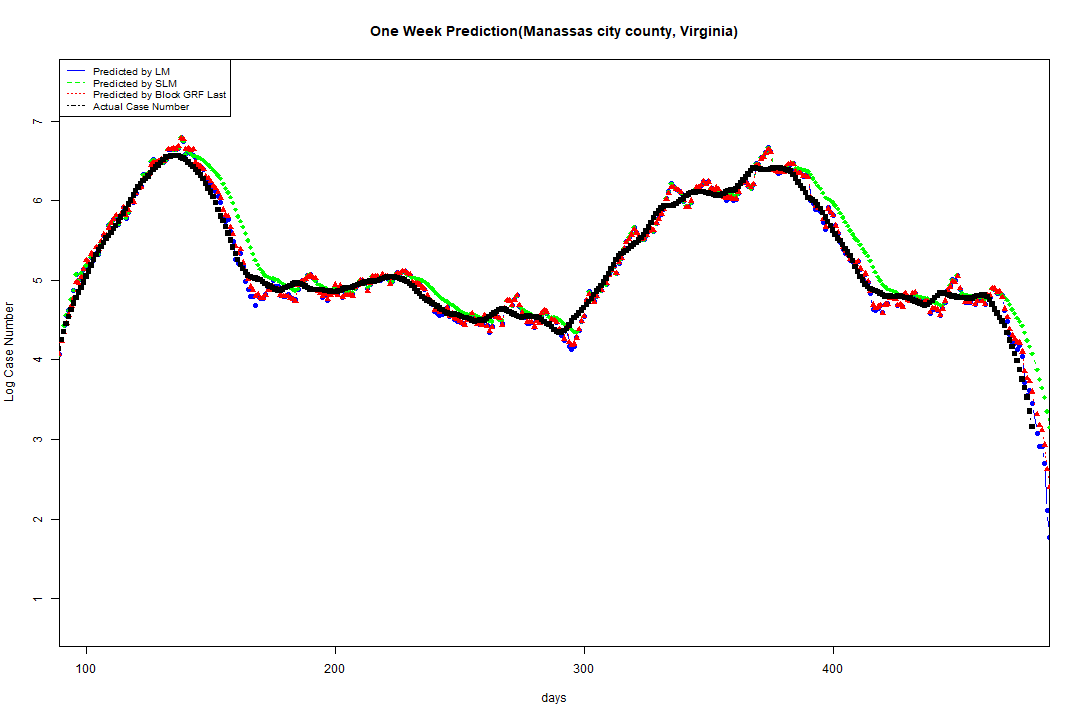 One Week Prediction(Manassas city county, Virginia)
Predicted by LM
Predicted by SLM
Predicted by Block GRF Last
Actual Case Number
7
6
5
4
3
2
1
Log Case Number
100 200 300 400
days